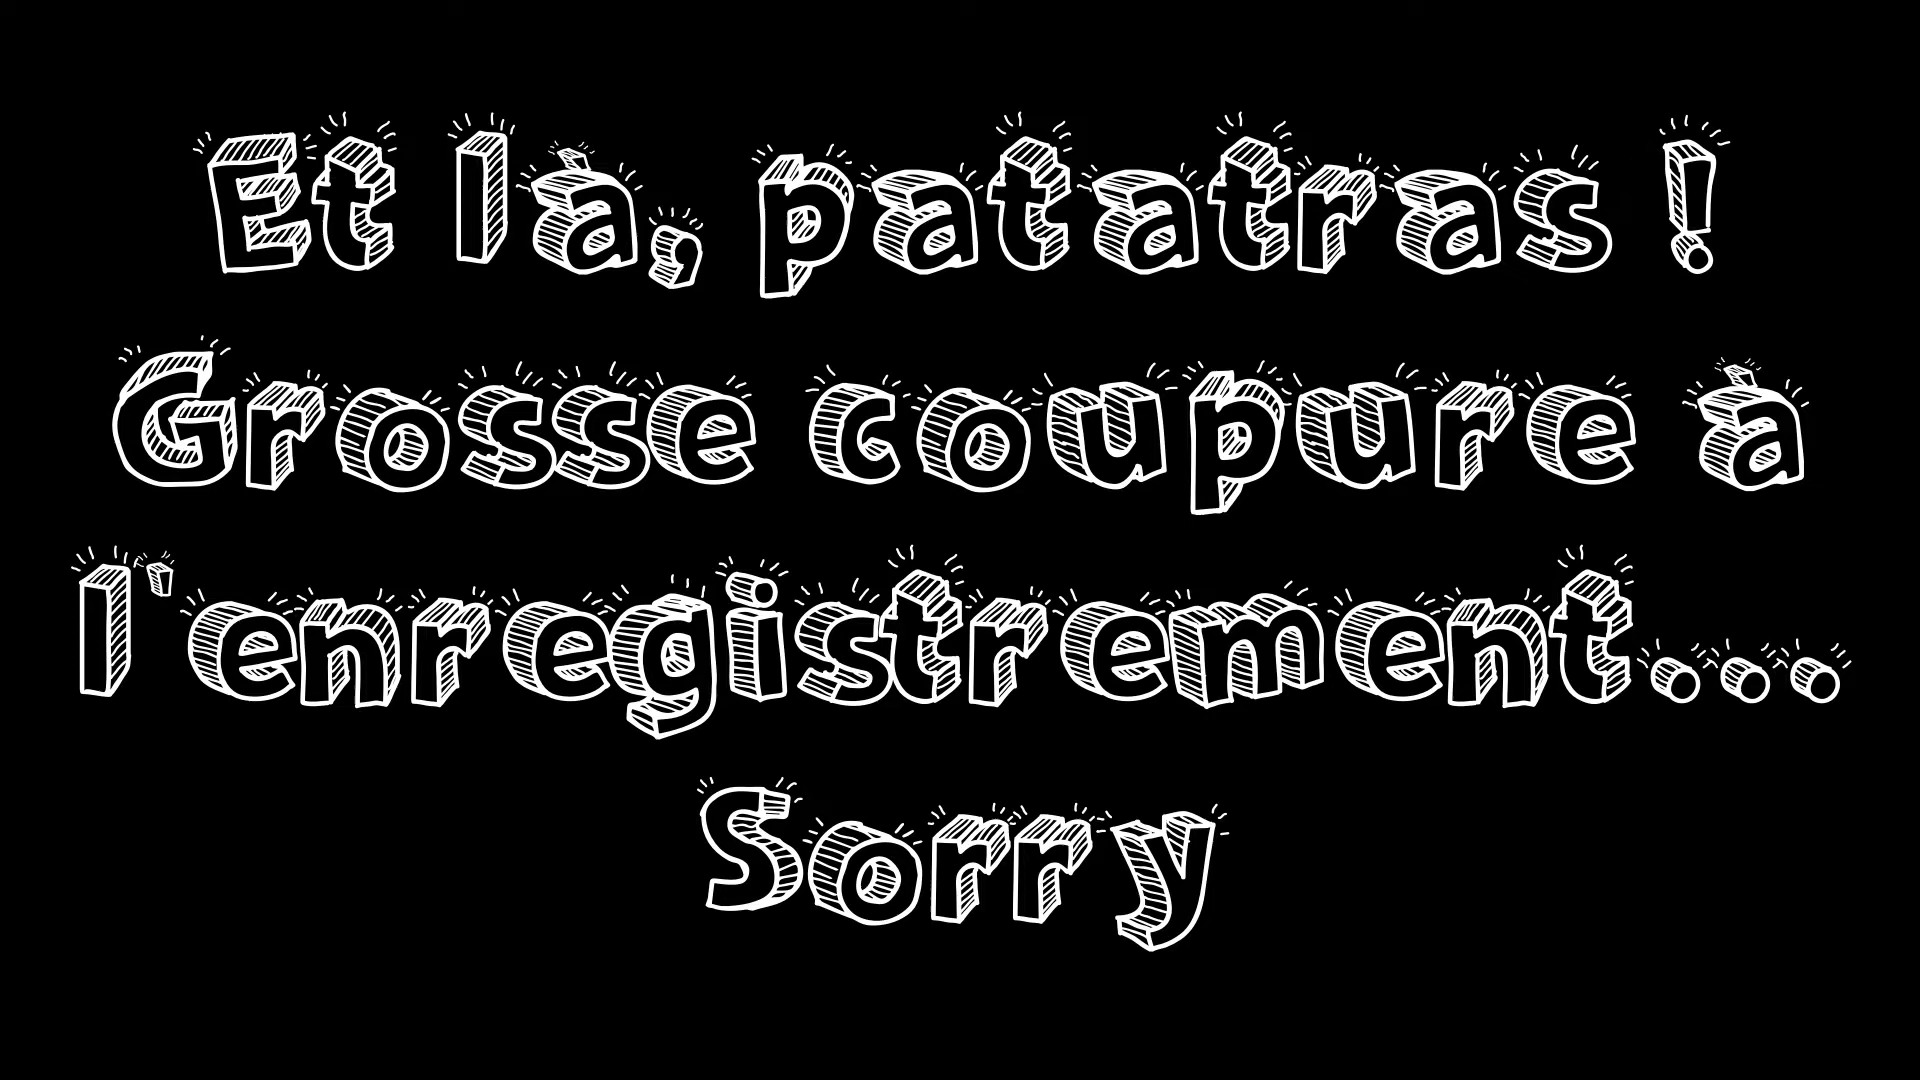 Et là, patatras !
Grosse coupure à
l'enregistrement...
Sorry